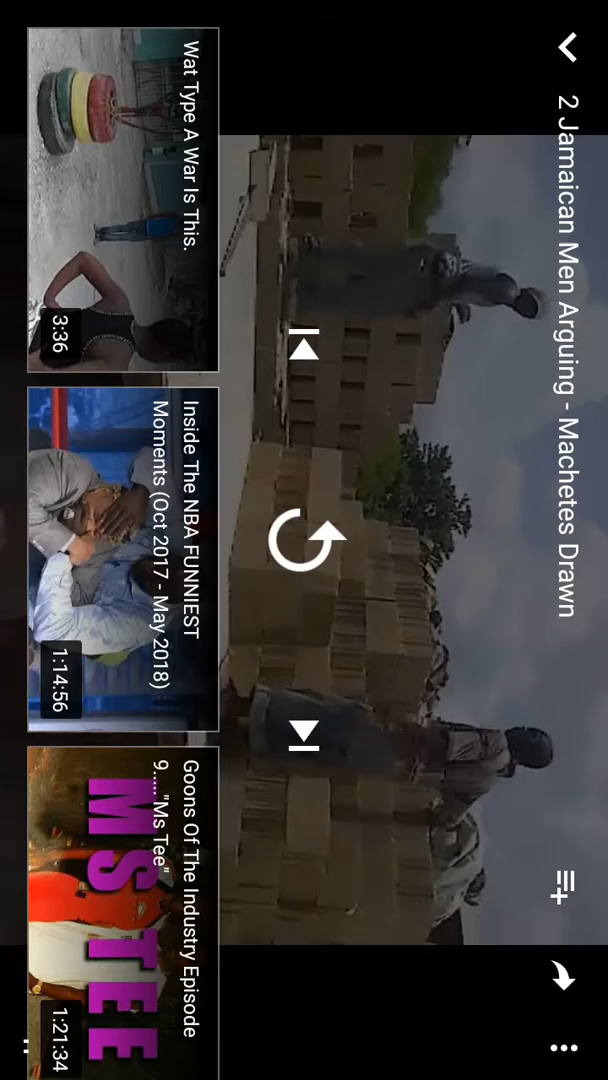 2 Jamaican Men Arguing - Machetes Drawn
Wat Type A War Is This.
3:36
Inside The NBA FUNNIEST
Moments (Oct 2017 - May 2018)
1:14:56
Goons Of The Industry Episode
9....."Ms Tee"
MS TEE
1:21:34